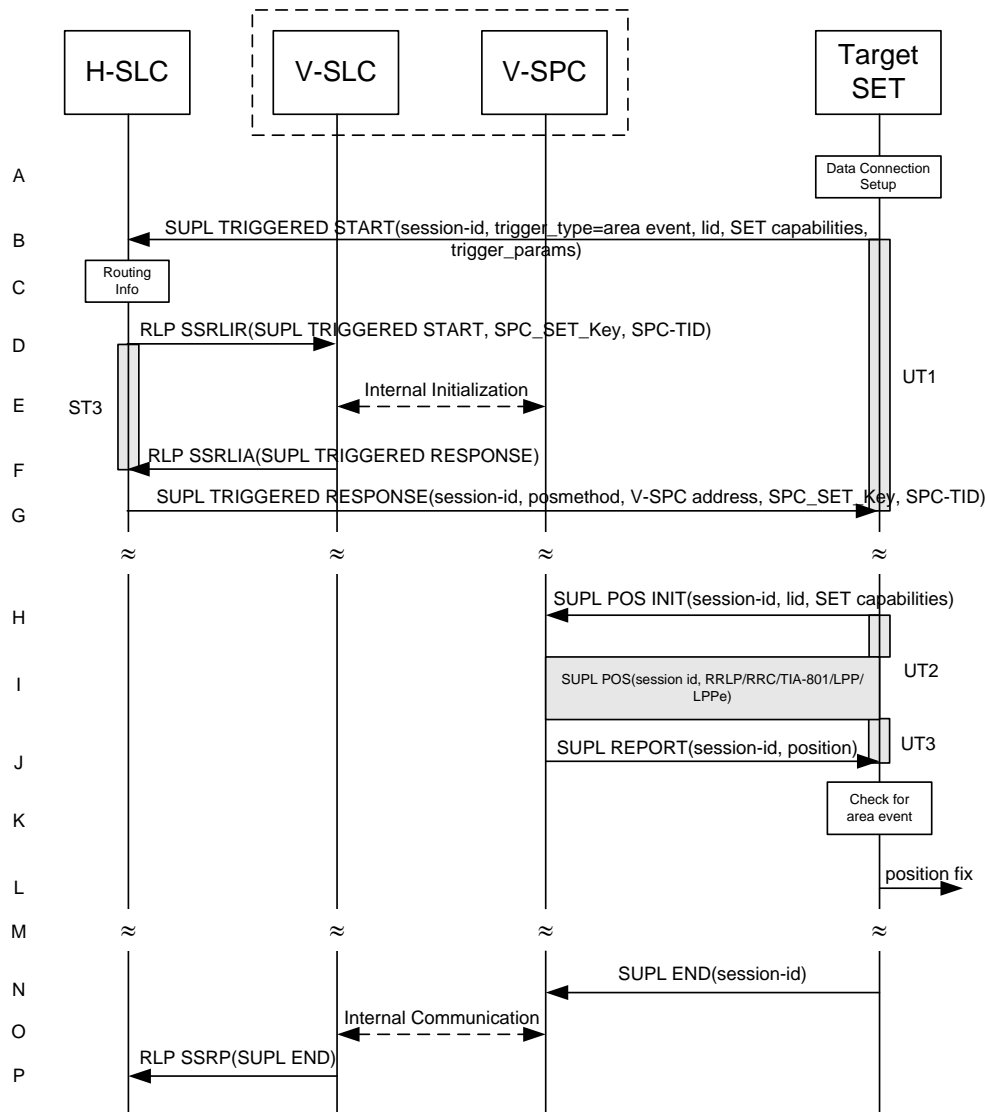 H-SLC
V-SLC
V-SPC
Target
SET
A
Data Connection
Setup
B
SUPL TRIGGERED START(session-id, trigger_type=area event, lid, SET capabilities,
trigger_params)
C
Routing
Info
D
RLP SSRLIR(SUPL TRIGGERED START, SPC_SET_Key, SPC-TID)
UT1
E
ST3
Internal Initialization
F
RLP SSRLIA(SUPL TRIGGERED RESPONSE)
G
SUPL TRIGGERED RESPONSE(session-id, posmethod, V-SPC address, SPC_SET_Key, SPC-TID)
≈ ≈ ≈ 
H
SUPL POS INIT(session-id, lid, SET capabilities)
UT2
I
SUPL POS(session id, RRLP/RRC/TIA-801/LPP/
LPPe)
J
SUPL REPORT(session-id, position)
UT3
K
Check for
area event
L
position fix
M
≈ ≈ ≈ ≈
N
SUPL END(session-id)
O
Internal Communication
P
RLP SSRP(SUPL END)